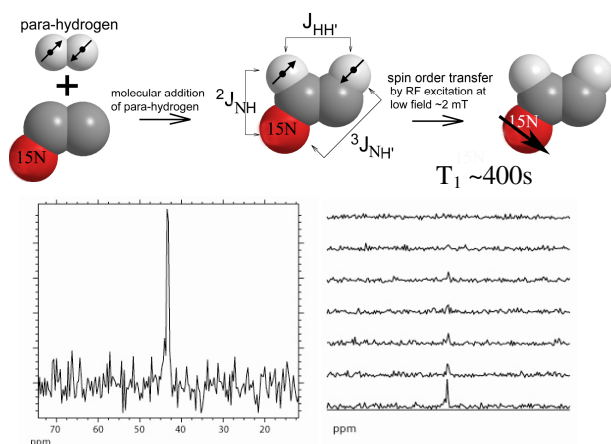 para-hydrogen
+
molecular addition
of para-hydrogen
15N
J_HH'
²J_NH
15N
³J_NH'
spin order transfer
by RF excitation at
low field ~2 mT
15N
T₁ ~400s
70 60 50 40 30 20
ppm
ppm